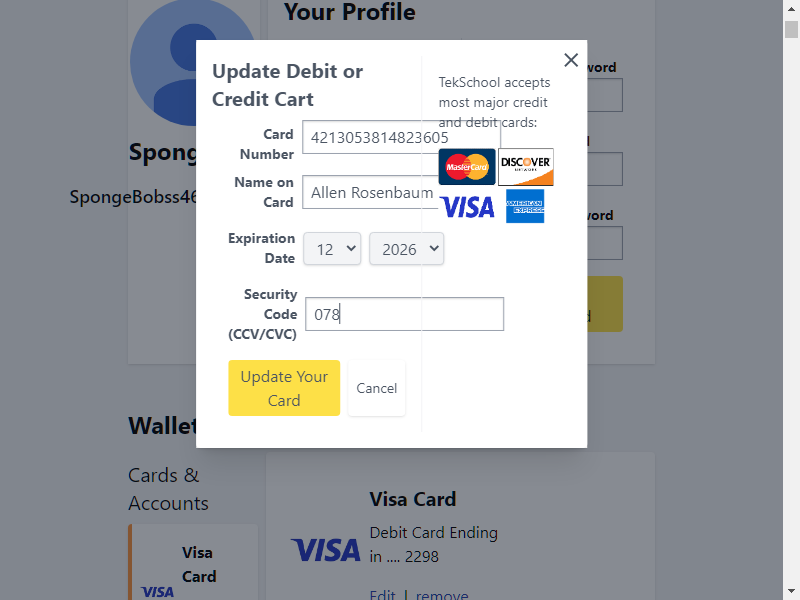 Your Profile
Update Debit or
Credit Cart
TekSchool accepts
most major credit
and debit cards:
Card
Number
4213053814823605
MasterCard
DISCOVER
NETWORK
Name on
Card
Allen Rosenbaum
VISA
AMERICAN
EXPRESS
Expiration
Date
12
2026
Security
Code
(CCV/CVC)
078
Update Your
Card
Cancel
word
word
d
Spong
SpongeBobss46
Wallet
Cards &
Accounts
Visa
Card
VISA
Visa Card
VISA
Debit Card Ending
in .... 2298
Edit | remove